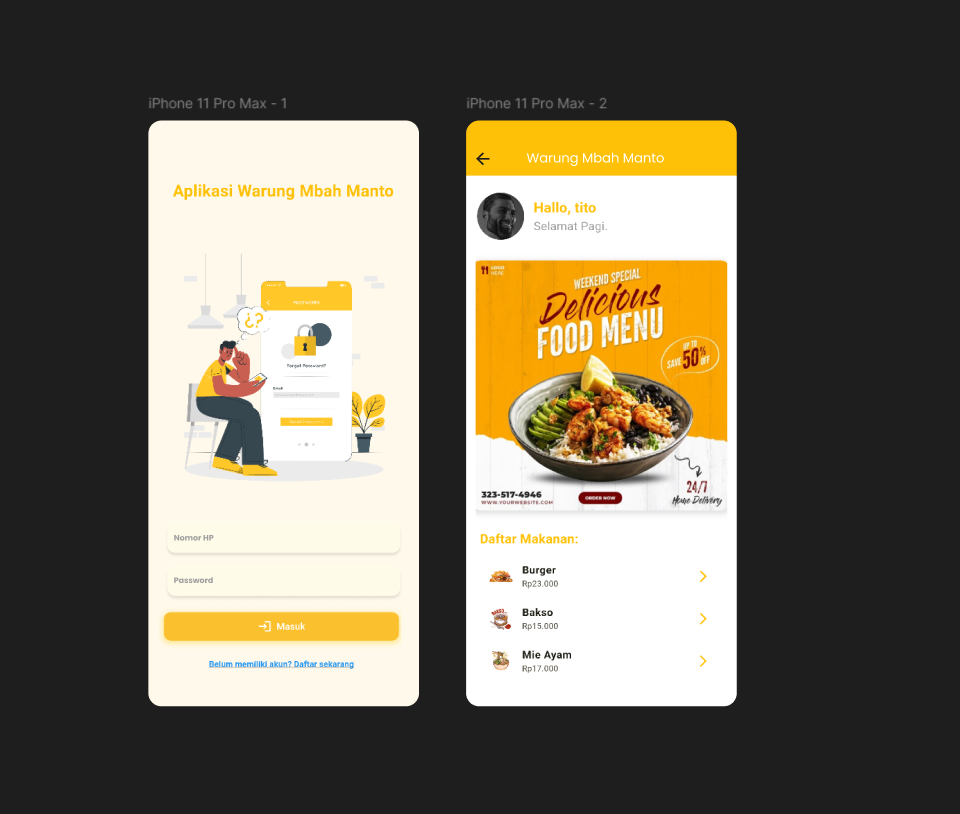 iPhone 11 Pro Max - 1
Aplikasi Warung Mbah Manto
¿?
Forgot Password?
Email
Nomor HP
Password
Masuk
Belum memiliki akun? Daftar sekarang
iPhone 11 Pro Max - 2
Warung Mbah Manto
Hallo, tito
Selamat Pagi.
LOGO
HERE
WEEKEND SPECIAL
Delicious
FOOD MENU
UP TO
SAVE 50% OFF
24/7
Home Delivery
323-517-4946
WWW.YOURWEBSITE.COM
ORDER NOW
Daftar Makanan:
Burger
Rp23.000
BAKSO
Bakso
Rp15.000
Mie Ayam
Rp17.000